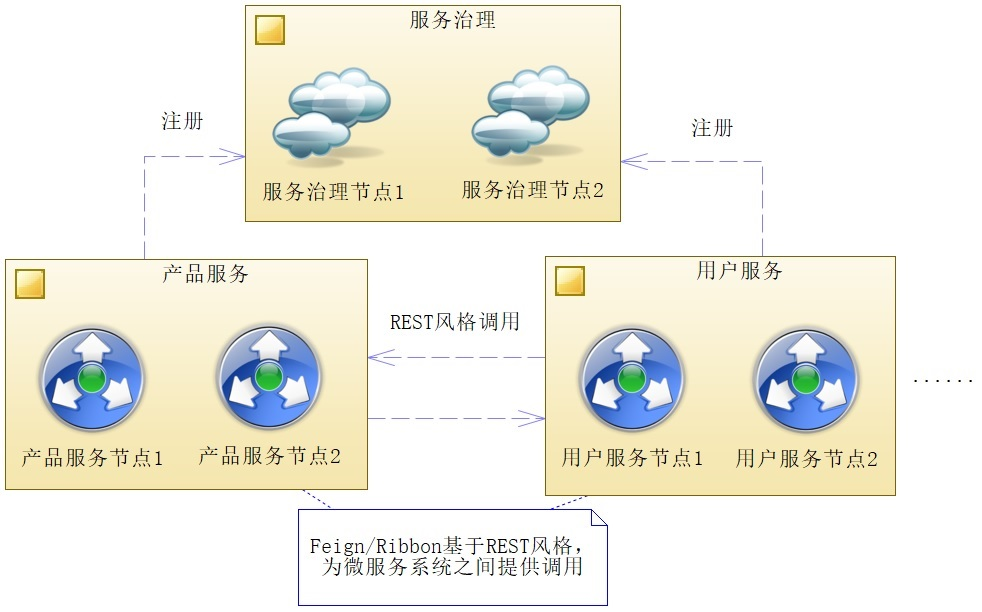 服务治理
注册
注册
服务治理节点1
服务治理节点2
产品服务
用户服务
REST风格调用
......
产品服务节点1
产品服务节点2
用户服务节点1
用户服务节点2
Feign/Ribbon基于REST风格，
为微服务系统之间提供调用